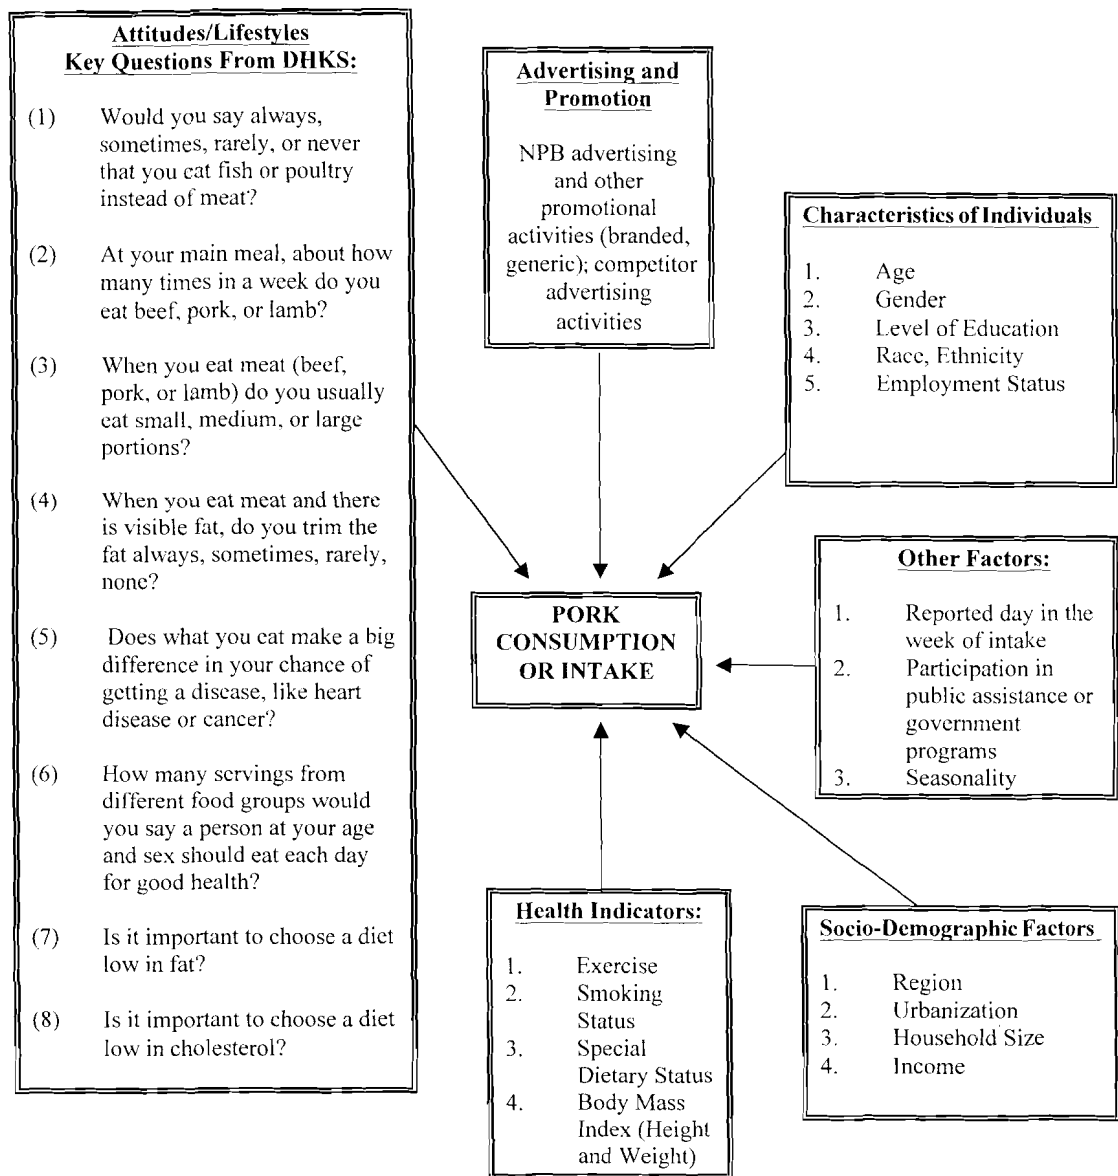 Attitudes/Lifestyles
Key Questions From DHKS:
(1) Would you say always,
sometimes, rarely, or never
that you eat fish or poultry
instead of meat?
(2) At your main meal, about how
many times in a week do you
eat beef, pork, or lamb?
(3) When you eat meat (beef,
pork, or lamb) do you usually
eat small, medium, or large
portions?
(4) When you eat meat and there
is visible fat, do you trim the
fat always, sometimes, rarely,
none?
(5) Does what you eat make a big
difference in your chance of
getting a disease, like heart
disease or cancer?
(6) How many servings from
different food groups would
you say a person at your age
and sex should eat each day
for good health?
(7) Is it important to choose a diet
low in fat?
(8) Is it important to choose a diet
low in cholesterol?
Advertising and
Promotion
NPB advertising
and other
promotional
activities (branded,
generic); competitor
advertising
activities
Characteristics of Individuals
1. Age
2. Gender
3. Level of Education
4. Race, Ethnicity
5. Employment Status
PORK
CONSUMPTION
OR INTAKE
Other Factors:
1. Reported day in the
week of intake
2. Participation in
public assistance or
government
programs
3. Seasonality
Health Indicators:
1. Exercise
2. Smoking
Status
3. Special
Dietary Status
4. Body Mass
Index (Height
and Weight)
Socio-Demographic Factors
1. Region
2. Urbanization
3. Household Size
4. Income